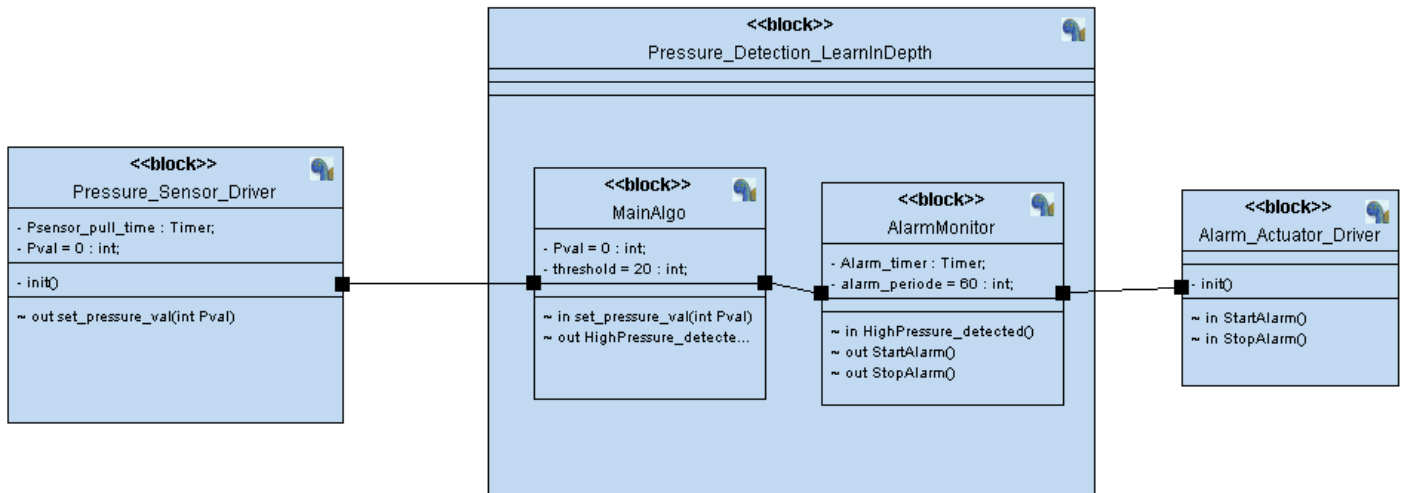 <<block>>
Pressure_Detection_LearnInDepth
<<block>>
Pressure_Sensor_Driver
- Psensor_pull_time : Timer;
- Pval = 0 : int;
- init()
~ out set_pressure_val(int Pval)
<<block>>
MainAlgo
- Pval = 0 : int;
- threshold = 20 : int;
~ in set_pressure_val(int Pval)
~ out HighPressure_detecte...
<<block>>
AlarmMonitor
- Alarm_timer : Timer;
- alarm_periode = 60 : int;
~ in HighPressure_detected()
~ out StartAlarm()
~ out StopAlarm()
<<block>>
Alarm_Actuator_Driver
- init()
~ in StartAlarm()
~ in StopAlarm()